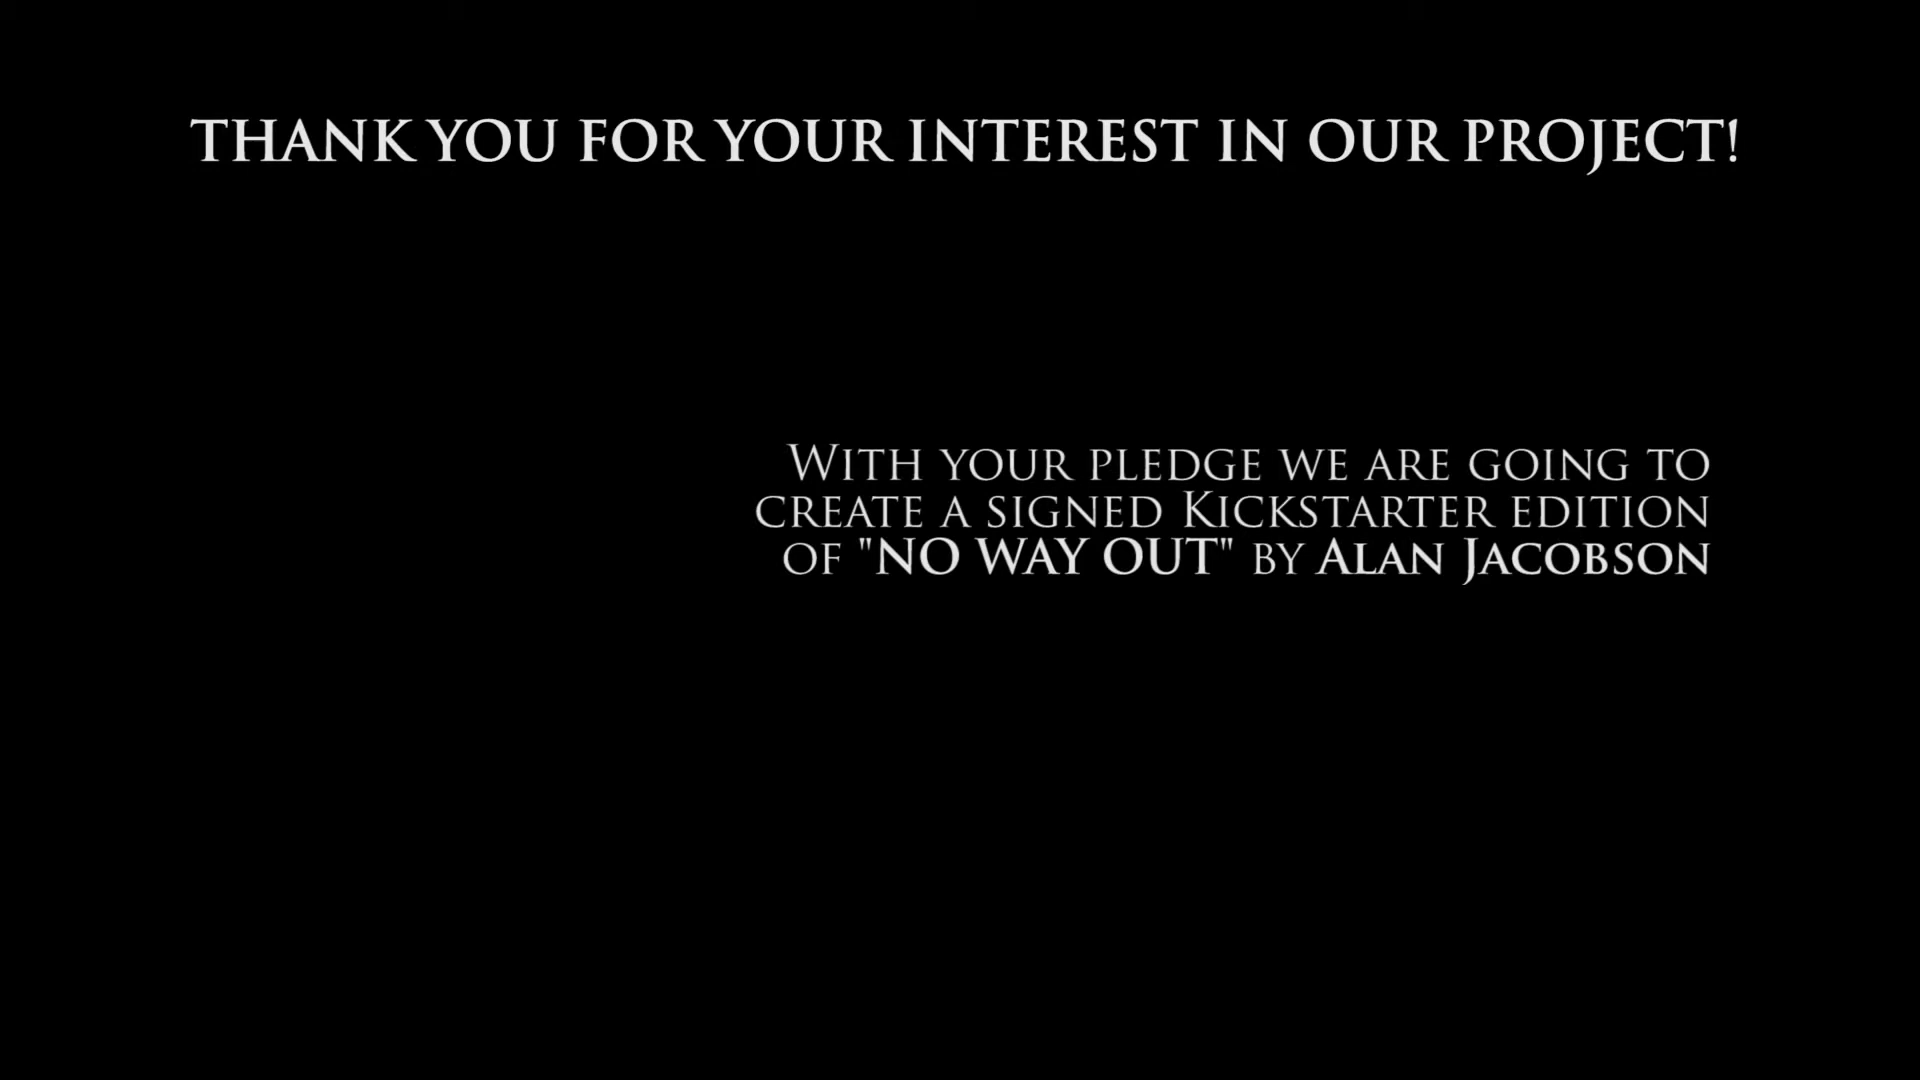 THANK YOU FOR YOUR INTEREST IN OUR PROJECT!
WITH YOUR PLEDGE WE ARE GOING TO
CREATE A SIGNED KICKSTARTER EDITION
OF "NO WAY OUT" BY ALAN JACOBSON